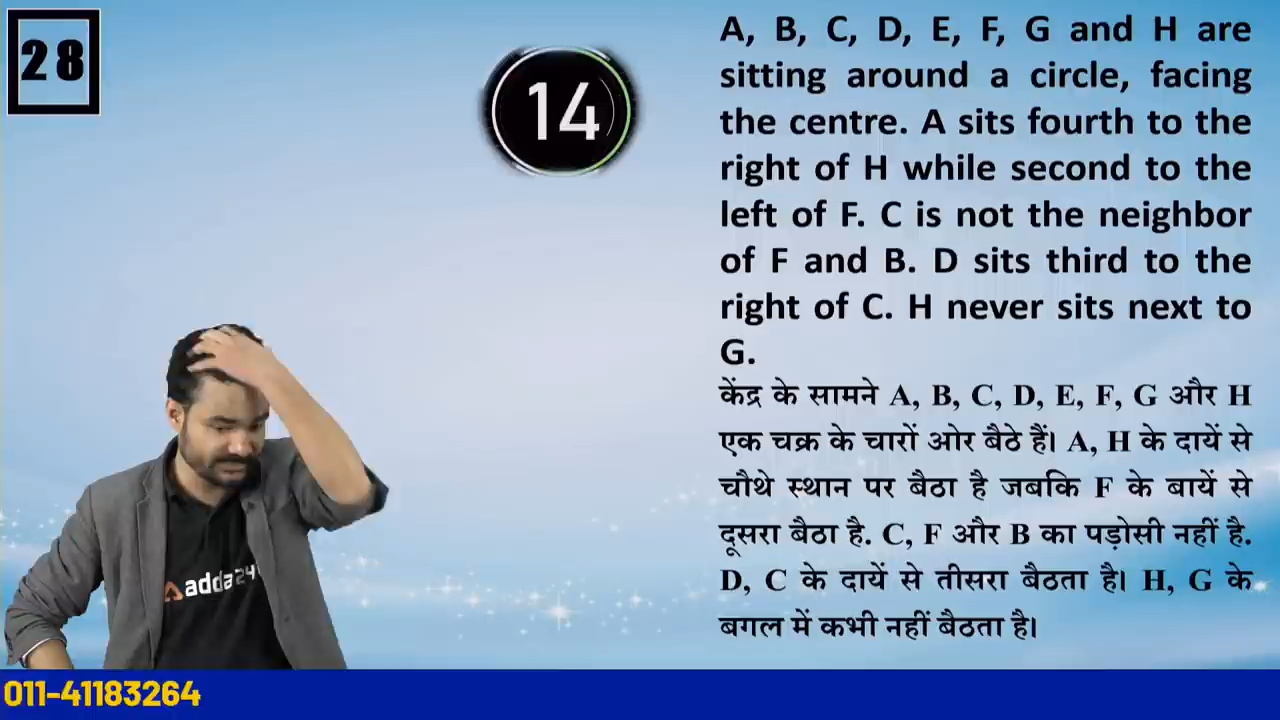 28
14
A, B, C, D, E, F, G and H are
sitting around a circle, facing
the centre. A sits fourth to the
right of H while second to the
left of F. C is not the neighbor
of F and B. D sits third to the
right of C. H never sits next to
G.
केंद्र के सामने A, B, C, D, E, F, G और H
एक चक्र के चारों ओर बैठे हैं। A, H के दायें से
चौथे स्थान पर बैठा है जबकि F के बायें से
दूसरा बैठा है. C, F और B का पड़ोसी नहीं है.
D, C के दायें से तीसरा बैठता है। H, G के
बगल में कभी नहीं बैठता है।
adda24
011-41183264